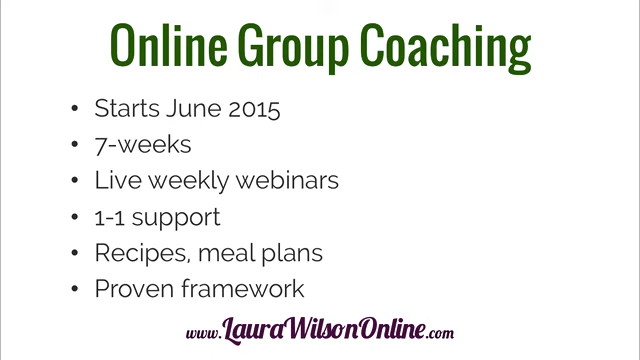 Online Group Coaching
• Starts June 2015
• 7-weeks
• Live weekly webinars
• 1-1 support
• Recipes, meal plans
• Proven framework
www.LauraWilsonOnline.com